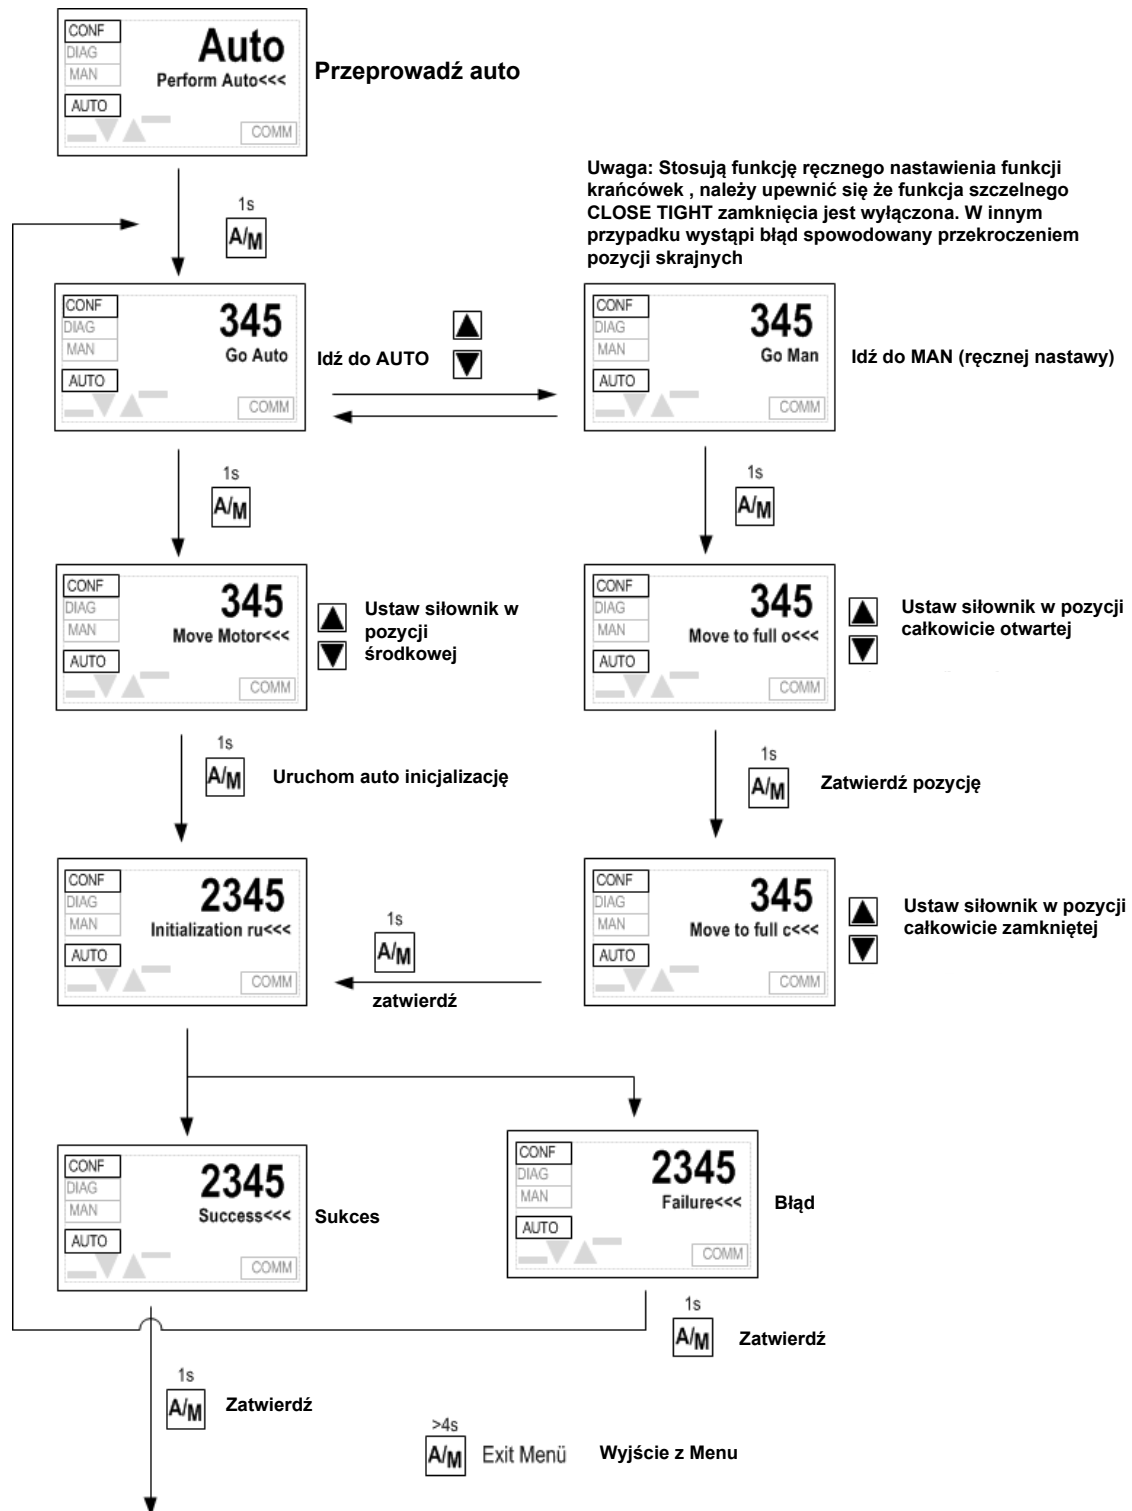 CONF
DIAG
MAN
AUTO
Auto
Perform Auto<<<
COMM
Przeprowadź auto
Uwaga: Stosują funkcję ręcznego nastawienia funkcji
krańcówek , należy upewnić się że funkcja szczelnego
CLOSE TIGHT zamknięcia jest wyłączona. W innym
przypadku wystąpi błąd spowodowany przekroczeniem
pozycji skrajnych
1s
A/M
CONF
DIAG
MAN
AUTO
345
Go Auto
COMM
Idź do AUTO
CONF
DIAG
MAN
AUTO
345
Go Man
COMM
Idź do MAN (ręcznej nastawy)
1s
A/M
1s
A/M
CONF
DIAG
MAN
AUTO
345
Move Motor<<<
COMM
Ustaw siłownik w
pozycji
środkowej
CONF
DIAG
MAN
AUTO
345
Move to full o<<<
COMM
Ustaw siłownik w pozycji
całkowicie otwartej
1s
A/M
Uruchom auto inicjalizację
1s
A/M
Zatwierdź pozycję
CONF
DIAG
MAN
AUTO
2345
Initialization ru<<<
COMM
1s
A/M
zatwierdź
CONF
DIAG
MAN
AUTO
345
Move to full c<<<
COMM
Ustaw siłownik w pozycji
całkowicie zamkniętej
CONF
DIAG
MAN
AUTO
2345
Success<<<
COMM
Sukces
CONF
DIAG
MAN
AUTO
2345
Failure<<<
COMM
Błąd
1s
A/M
Zatwierdź
1s
A/M
Zatwierdź
>4s
A/M
Exit Menü
Wyjście z Menu